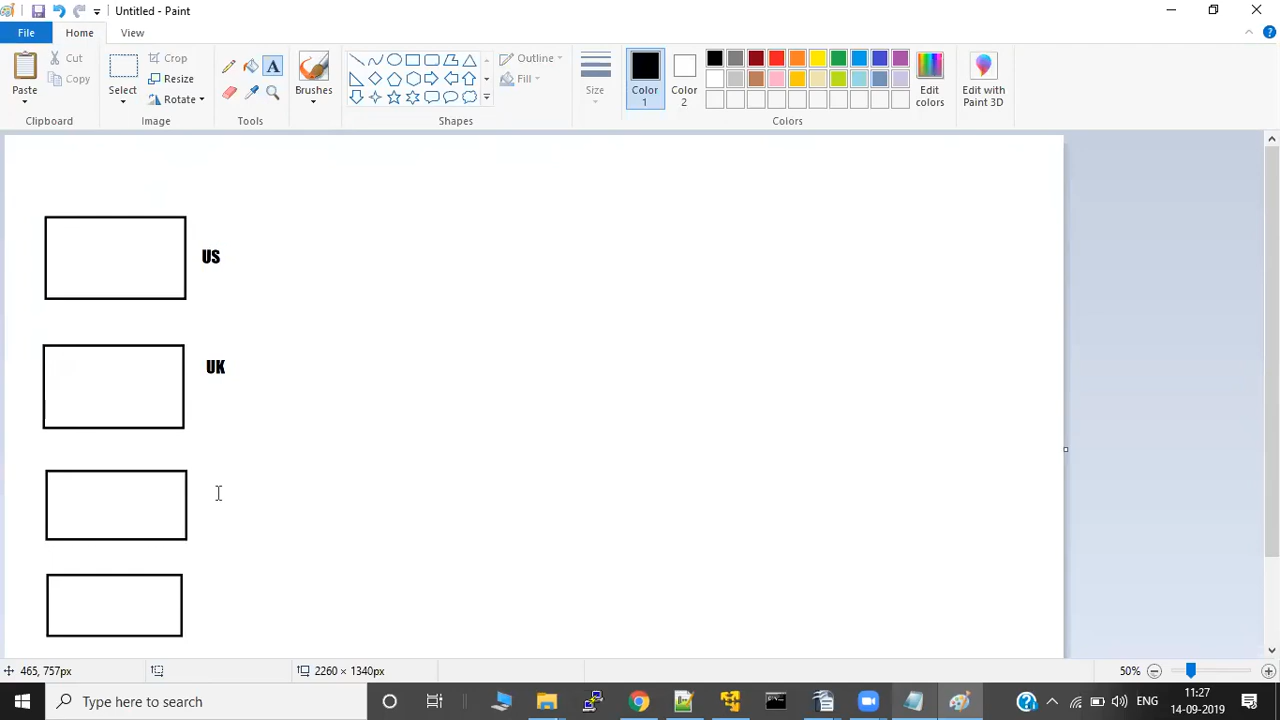 Untitled - Paint
File
Home
View
Paste
Cut
Copy
Clipboard
Select
Crop
Resize
Rotate
Image
A
Tools
Brushes
Shapes
Outline
Fill
Size
Color 1
Color 2
Edit colors
Colors
Edit with Paint 3D
US
UK
465, 757px
2260 × 1340px
50%
Type here to search
ENG
11:27
14-09-2019